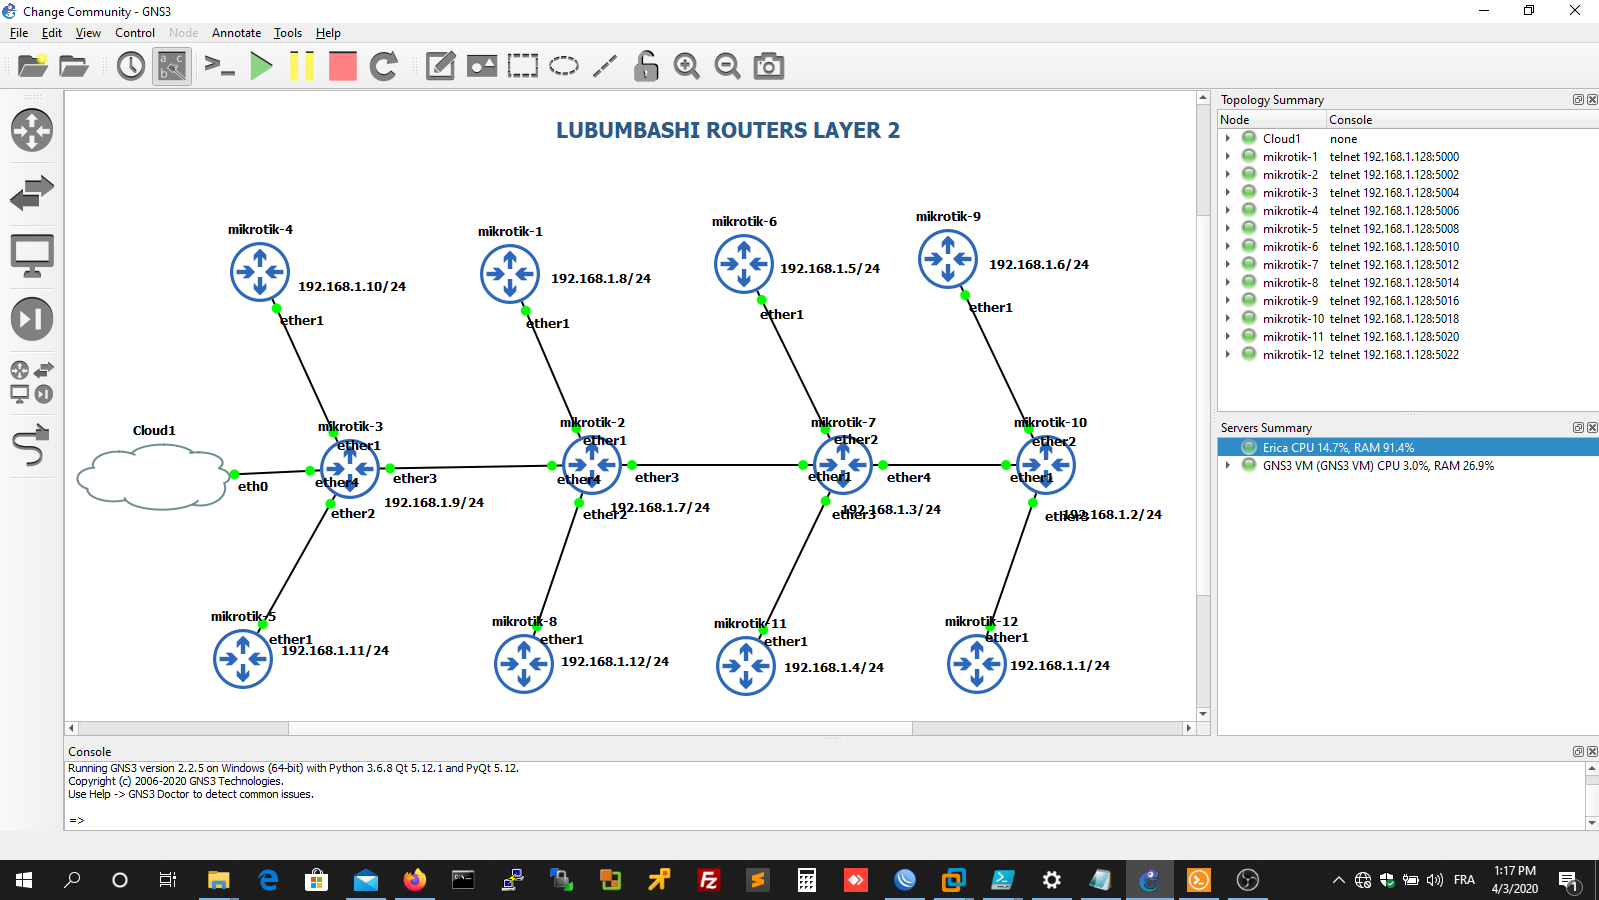 Change Community - GNS3
File Edit View Control Node Annotate Tools Help
LUBUMBASHI ROUTERS LAYER 2
mikrotik-4
mikrotik-1
mikrotik-6
mikrotik-9
192.168.1.10/24
192.168.1.8/24
192.168.1.5/24
192.168.1.6/24
ether1
ether1
ether1
ether1
Cloud1
mikrotik-3
mikrotik-2
mikrotik-7
mikrotik-10
ether1
ether1
ether2
ether2
eth0
ether4
ether3
ether4
ether3
ether1
ether4
ether1
ether2
192.168.1.9/24
ether2
192.168.1.7/24
ether3
192.168.1.3/24
ether3
192.168.1.2/24
mikrotik-5
mikrotik-8
mikrotik-11
mikrotik-12
ether1
ether1
ether1
ether1
192.168.1.11/24
192.168.1.12/24
192.168.1.4/24
192.168.1.1/24
Topology Summary
Node Console
Cloud1 none
mikrotik-1 telnet 192.168.1.128:5000
mikrotik-2 telnet 192.168.1.128:5002
mikrotik-3 telnet 192.168.1.128:5004
mikrotik-4 telnet 192.168.1.128:5006
mikrotik-5 telnet 192.168.1.128:5008
mikrotik-6 telnet 192.168.1.128:5010
mikrotik-7 telnet 192.168.1.128:5012
mikrotik-8 telnet 192.168.1.128:5014
mikrotik-9 telnet 192.168.1.128:5016
mikrotik-10 telnet 192.168.1.128:5018
mikrotik-11 telnet 192.168.1.128:5020
mikrotik-12 telnet 192.168.1.128:5022
Servers Summary
Erica CPU 14.7%, RAM 91.4%
GNS3 VM (GNS3 VM) CPU 3.0%, RAM 26.9%
Console
Running GNS3 version 2.2.5 on Windows (64-bit) with Python 3.6.8 Qt 5.12.1 and PyQt 5.12.
Copyright (c) 2006-2020 GNS3 Technologies.
Use Help -> GNS3 Doctor to detect common issues.
=>
FRA
1:17 PM
4/3/2020
1